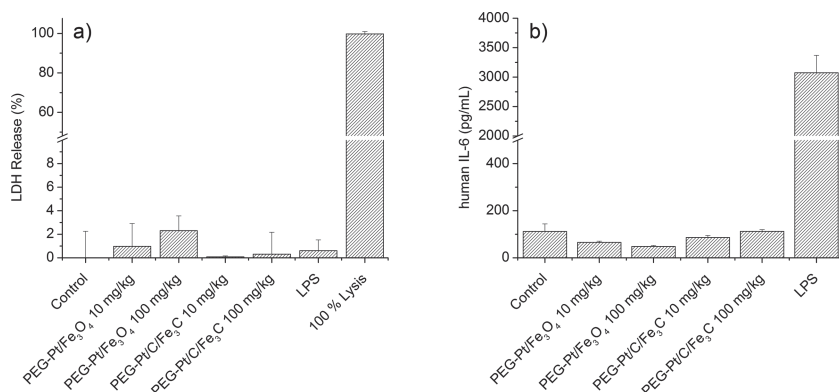 a)
LDH Release (%)
100
80
60
8
6
4
2
0
Control
PEG-Pt/Fe₃O₄ 10 mg/kg
PEG-Pt/Fe₃O₄ 100 mg/kg
PEG-Pt/C/Fe₃C 10 mg/kg
PEG-Pt/C/Fe₃C 100 mg/kg
LPS
100 % Lysis
b)
human IL-6 (pg/mL)
4000
3500
3000
2500
2000
400
200
0
Control
PEG-Pt/Fe₃O₄ 10 mg/kg
PEG-Pt/Fe₃O₄ 100 mg/kg
PEG-Pt/C/Fe₃C 10 mg/kg
PEG-Pt/C/Fe₃C 100 mg/kg
LPS